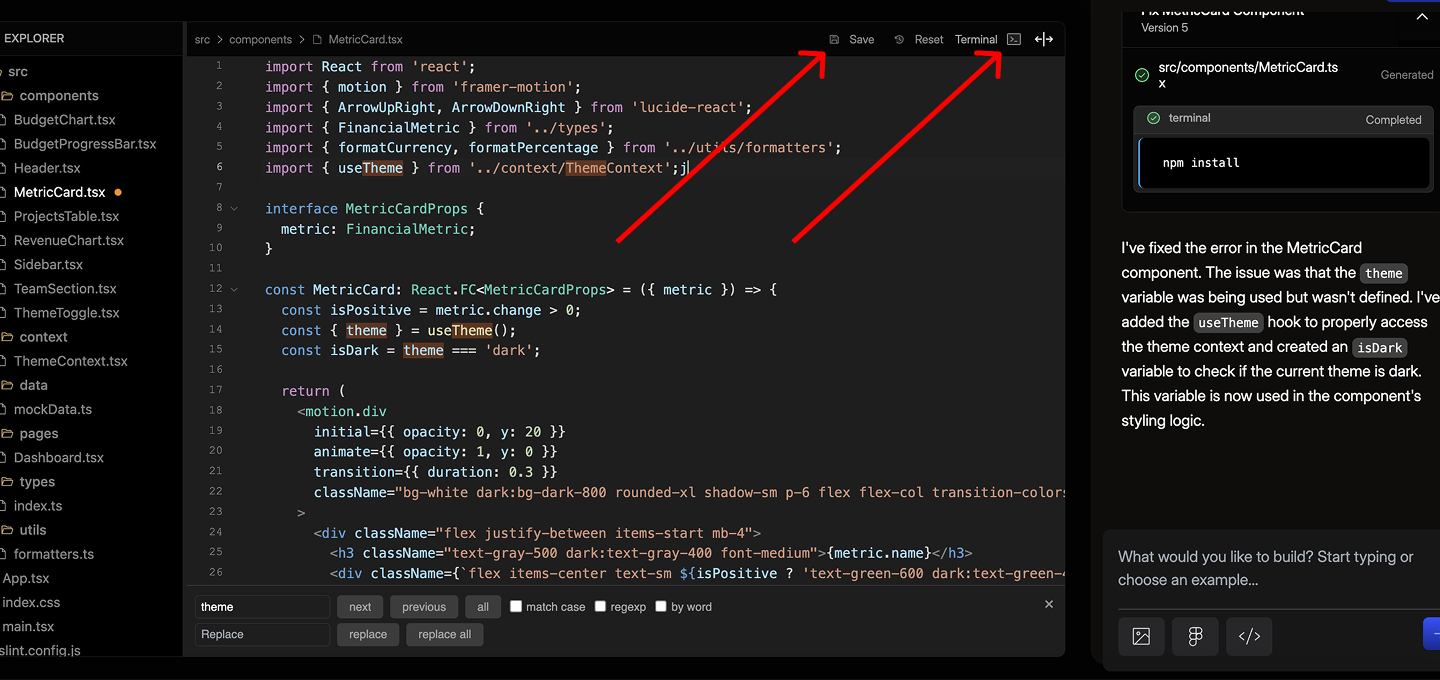 EXPLORER
src
components
BudgetChart.tsx
BudgetProgressBar.tsx
Header.tsx
MetricCard.tsx
ProjectsTable.tsx
RevenueChart.tsx
Sidebar.tsx
TeamSection.tsx
ThemeToggle.tsx
context
ThemeContext.tsx
data
mockData.ts
pages
Dashboard.tsx
types
index.ts
utils
formatters.ts
App.tsx
index.css
main.tsx
slint.config.js
src > components > MetricCard.tsx
Save Reset Terminal
1 import React from 'react';
2 import { motion } from 'framer-motion';
3 import { ArrowUpRight, ArrowDownRight } from 'lucide-react';
4 import { FinancialMetric } from '../types';
5 import { formatCurrency, formatPercentage } from '../utils/formatters';
6 import { useTheme } from '../context/ThemeContext';j
7
8 interface MetricCardProps {
9 metric: FinancialMetric;
10 }
11
12 const MetricCard: React.FC<MetricCardProps> = ({ metric }) => {
13 const isPositive = metric.change > 0;
14 const { theme } = useTheme();
15 const isDark = theme === 'dark';
16
17 return (
18 <motion.div
19 initial={{ opacity: 0, y: 20 }}
20 animate={{ opacity: 1, y: 0 }}
21 transition={{ duration: 0.3 }}
22 className="bg-white dark:bg-dark-800 rounded-xl shadow-sm p-6 flex flex-col transition-colors
23 >
24 <div className="flex justify-between items-start mb-4">
25 <h3 className="text-gray-500 dark:text-gray-400 font-medium">{metric.name}</h3>
26 <div className={`flex items-center text-sm ${isPositive ? 'text-green-600 dark:text-green-4
theme next previous all match case regexp by word
Replace replace replace all
Fix MetricCard Component
Version 5
src/components/MetricCard.ts
x
Generated
terminal Completed
npm install
I've fixed the error in the MetricCard
component. The issue was that the theme
variable was being used but wasn't defined. I've
added the useTheme hook to properly access
the theme context and created an isDark
variable to check if the current theme is dark.
This variable is now used in the component's
styling logic.
What would you like to build? Start typing or
choose an example...